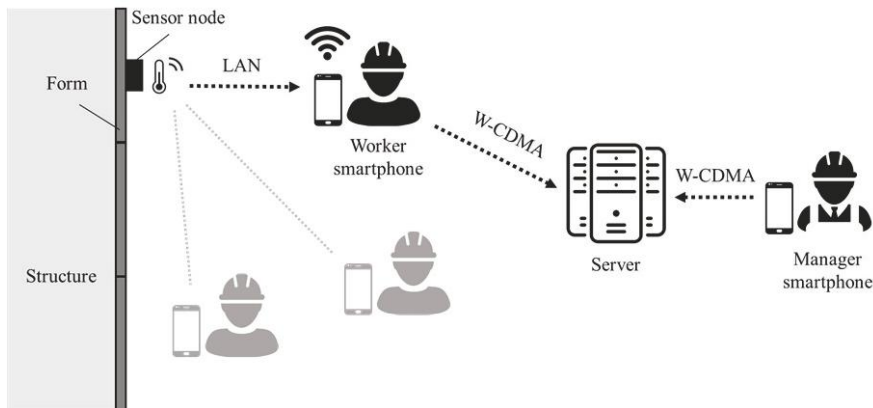 Sensor node
Form
LAN
Worker
smartphone
W-CDMA
W-CDMA
Server
Manager
smartphone
Structure